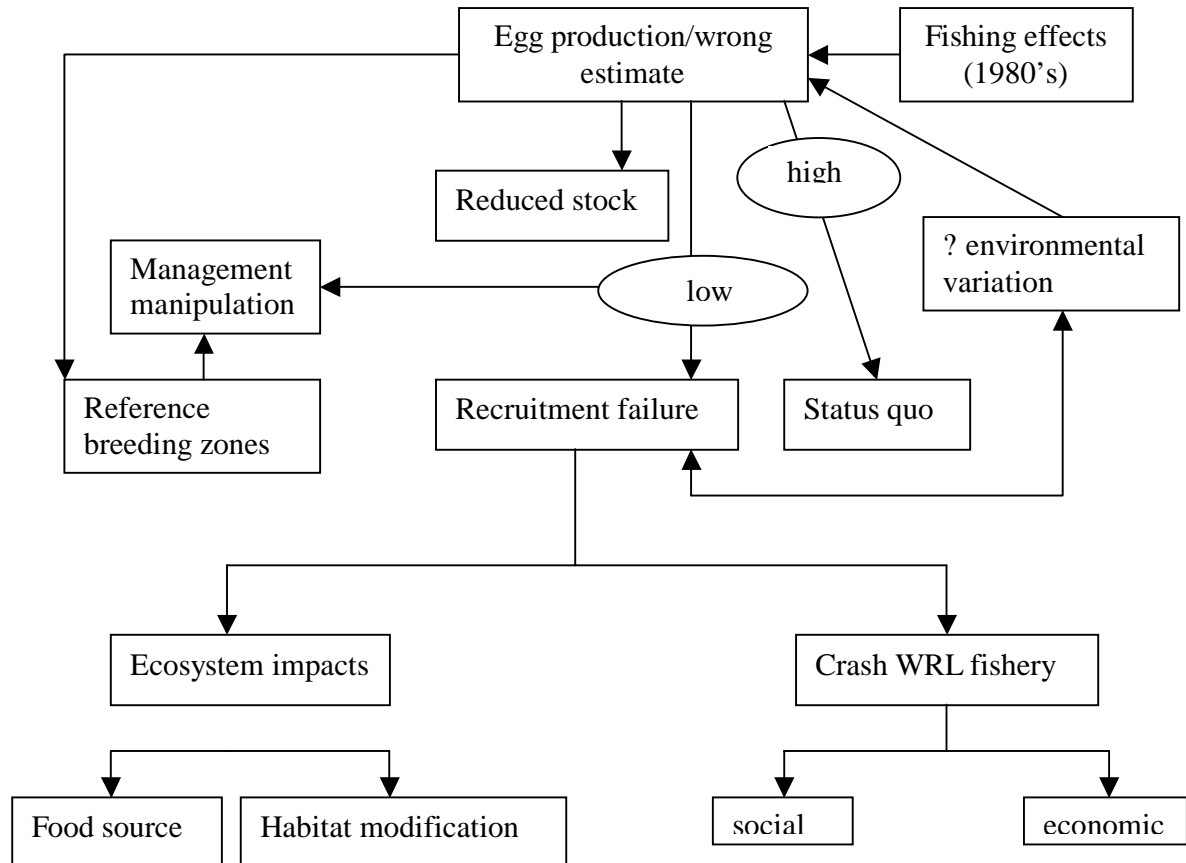 Egg production/wrong
estimate
Fishing effects
(1980's)
high
Reduced stock
? environmental
variation
Management
manipulation
low
Reference
breeding zones
Recruitment failure
Status quo
Ecosystem impacts
Crash WRL fishery
Food source
Habitat modification
social
economic